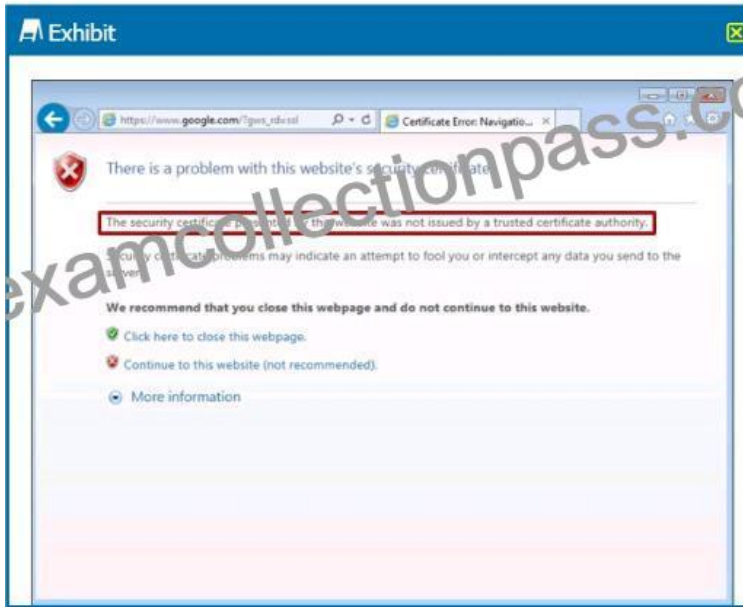 Exhibit
https://www.google.com/?gws_rd=ssl
Certificate Error: Navigatio...
There is a problem with this website's security certificate
The security certificate presented by the website was not issued by a trusted certificate authority.
Security certificate problems may indicate an attempt to fool you or intercept any data you send to the
server.
We recommend that you close this webpage and do not continue to this website.
Click here to close this webpage.
Continue to this website (not recommended).
More information
examcollectionpass.co